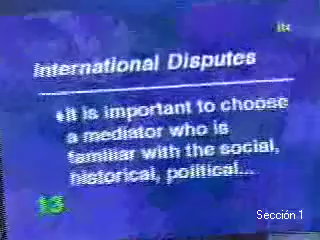 International Disputes
•It is important to choose
a mediator who is
familiar with the social,
historical, political...
13
Sección 1